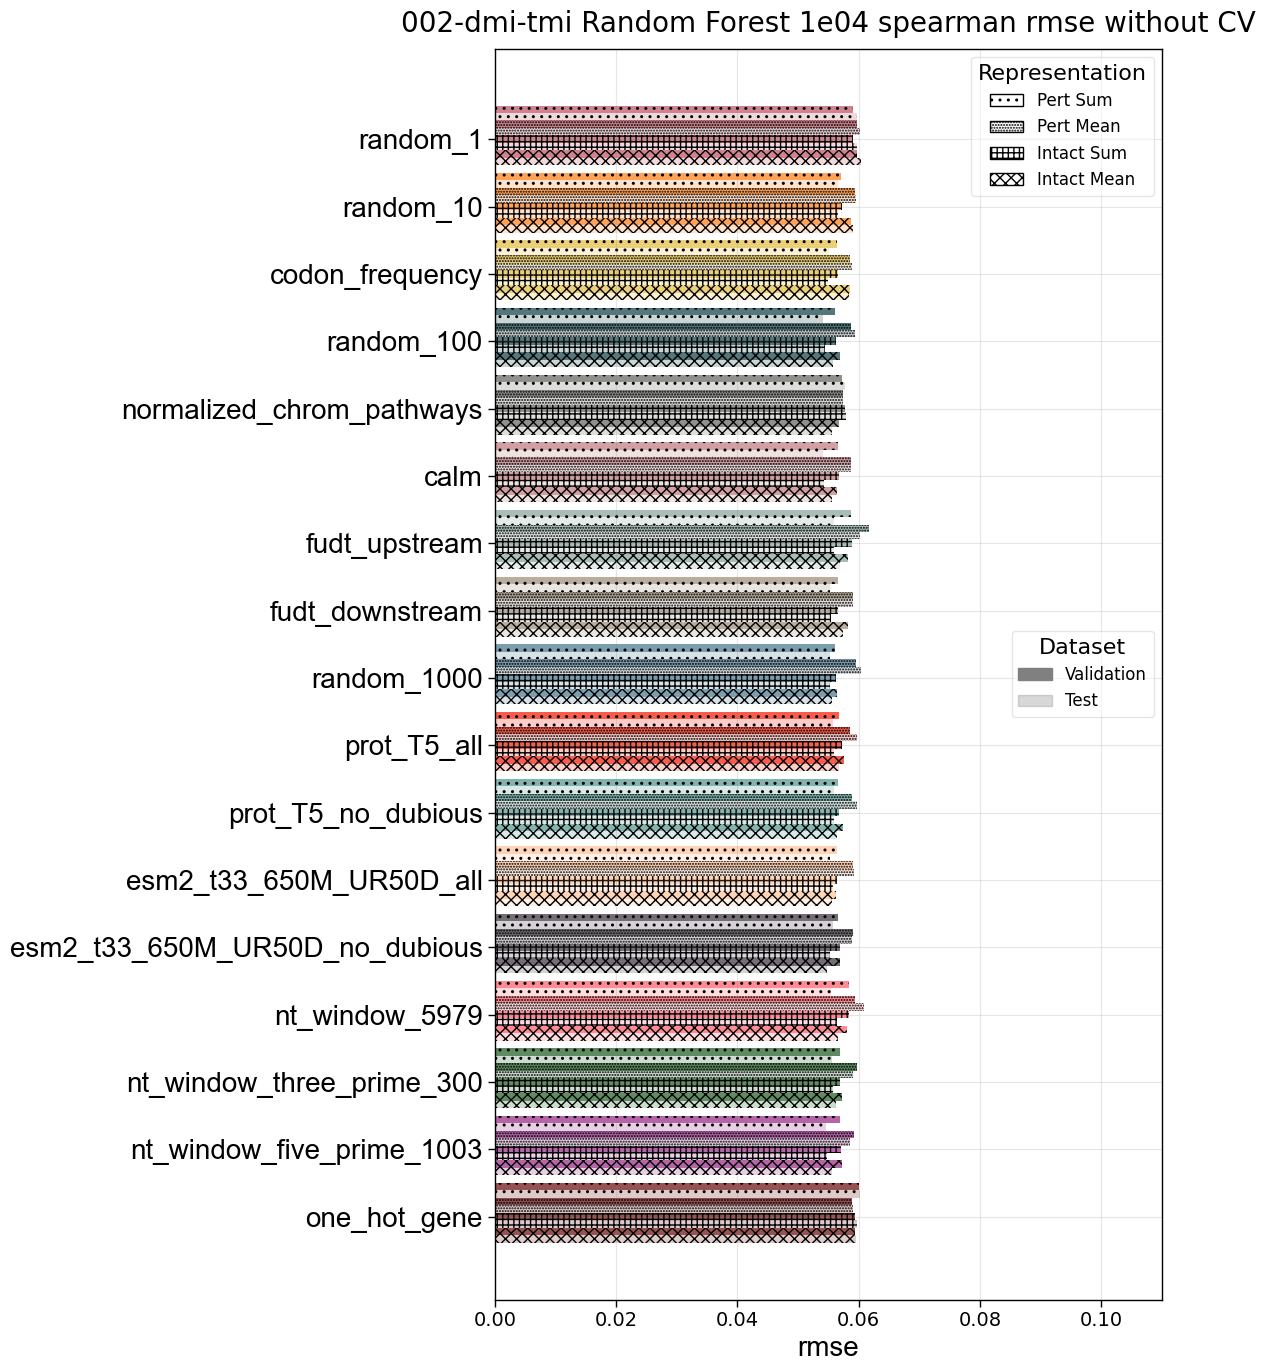 002-dmi-tmi Random Forest 1e04 spearman rmse without CV
Representation
Pert Sum
Pert Mean
Intact Sum
Intact Mean
random_1
random_10
codon_frequency
random_100
normalized_chrom_pathways
calm
fudt_upstream
fudt_downstream
random_1000
prot_T5_all
prot_T5_no_dubious
esm2_t33_650M_UR50D_all
esm2_t33_650M_UR50D_no_dubious
nt_window_5979
nt_window_three_prime_300
nt_window_five_prime_1003
one_hot_gene
Dataset
Validation
Test
0.00 0.02 0.04 0.06 0.08 0.10
rmse